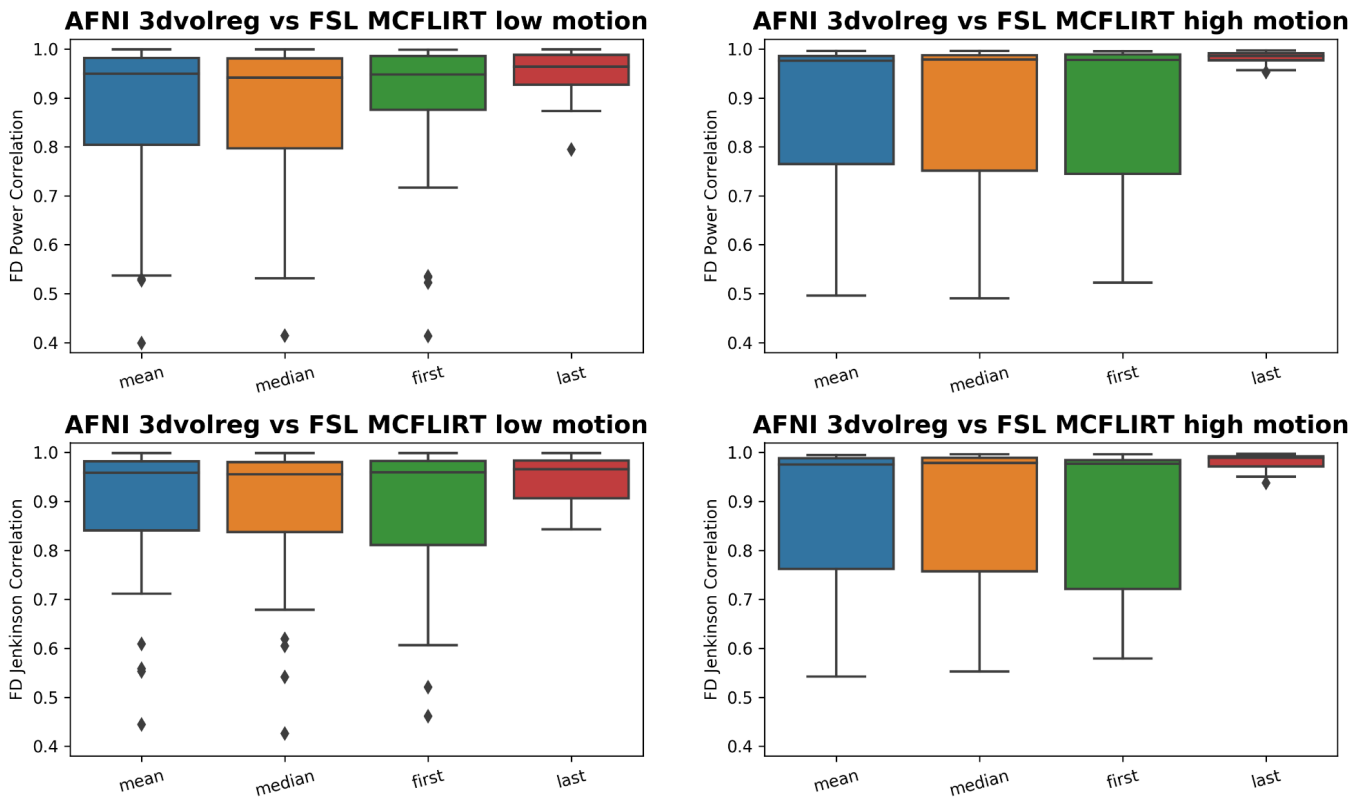 AFNI 3dvolreg vs FSL MCFLIRT low motion
FD Power Correlation
1.0
0.9
0.8
0.7
0.6
0.5
0.4
mean median first last
AFNI 3dvolreg vs FSL MCFLIRT high motion
FD Power Correlation
1.0
0.9
0.8
0.7
0.6
0.5
0.4
mean median first last
AFNI 3dvolreg vs FSL MCFLIRT low motion
FD Jenkinson Correlation
1.0
0.9
0.8
0.7
0.6
0.5
0.4
mean median first last
AFNI 3dvolreg vs FSL MCFLIRT high motion
FD Jenkinson Correlation
1.0
0.9
0.8
0.7
0.6
0.5
0.4
mean median first last